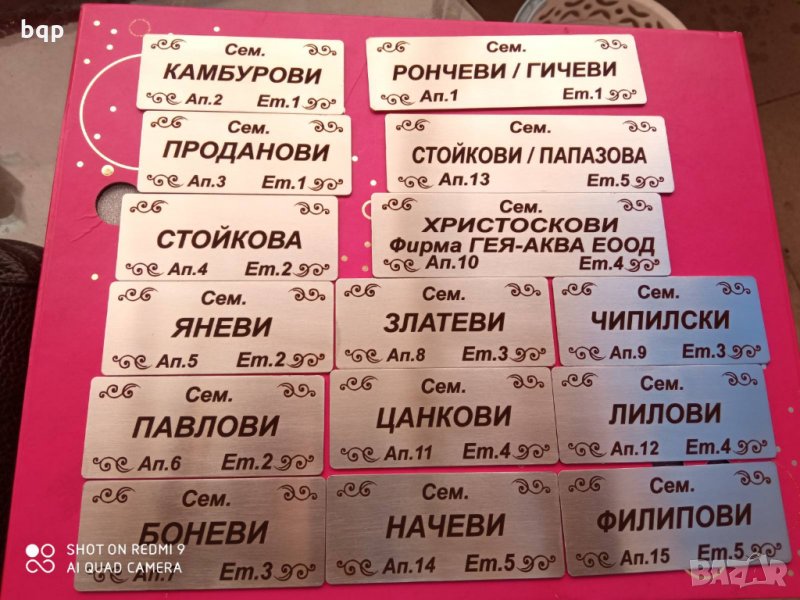 bqp
Сем.
КАМБУРОВИ
Ап.2 Ет.1
Сем.
РОНЧЕВИ / ГИЧЕВИ
Ап.1 Ет.1
Сем.
ПРОДАНОВИ
Ап.3 Ет.1
Сем.
СТОЙКОВИ / ПАПАЗОВА
Ап.13 Ет.5
СТОЙКОВА
Ап.4 Ет.2
Сем.
ХРИСТОСКОВИ
Фирма ГЕЯ-АКВА ЕООД
Ап.10 Ет.4
Сем.
ЯНЕВИ
Ап.5 Ет.2
Сем.
ЗЛАТЕВИ
Ап.8 Ет.3
Сем.
ЧИПИЛСКИ
Ап.9 Ет.3
Сем.
ПАВЛОВИ
Ап.6 Ет.2
Сем.
ЦАНКОВИ
Ап.11 Ет.4
Сем.
ЛИЛОВИ
Ап.12 Ет.4
Сем.
БОНЕВИ
Ап.7 Ет.3
Сем.
НАЧЕВИ
Ап.14 Ет.5
Сем.
ФИЛИПОВИ
Ап.15 Ет.5
SHOT ON REDMI 9
AI QUAD CAMERA
BAZAR